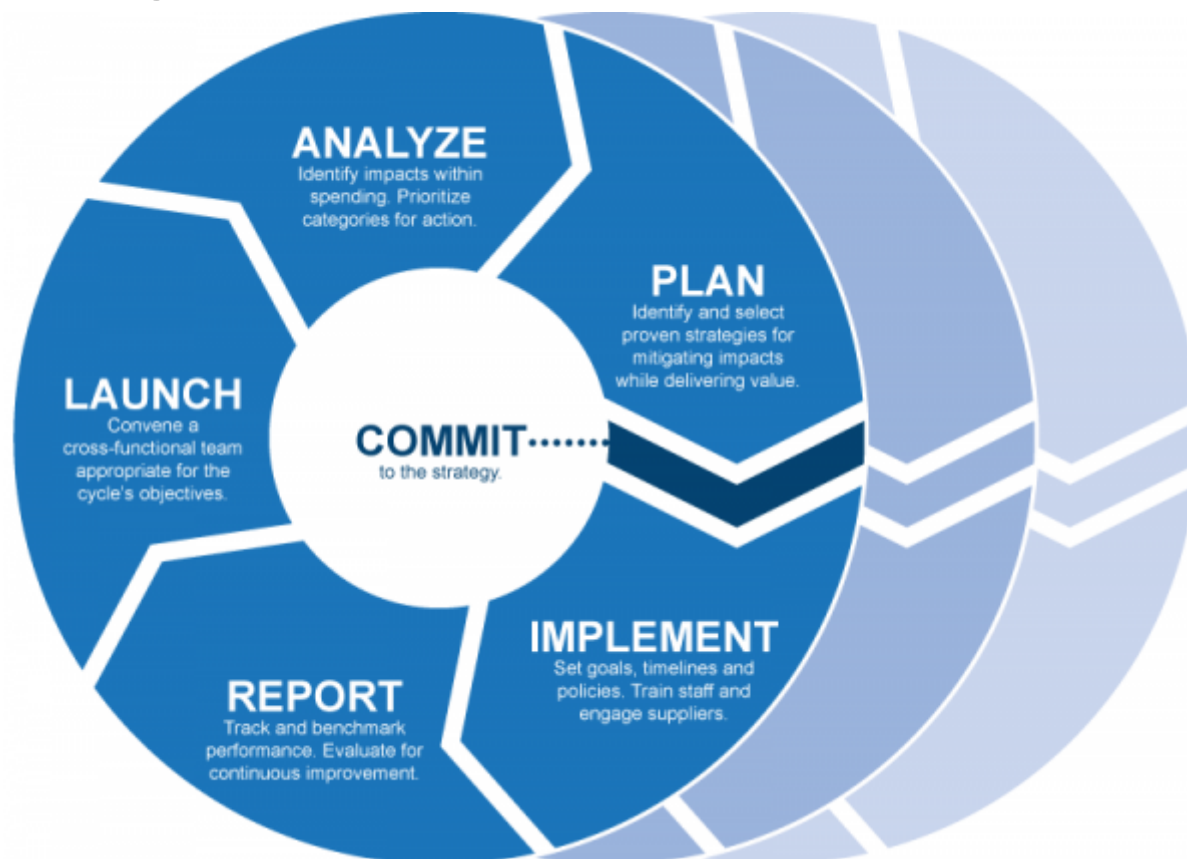 ANALYZE
Identify impacts within
spending. Prioritize
categories for action.
PLAN
Identify and select
proven strategies for
mitigating impacts
while delivering value.
LAUNCH
Convene a
cross-functional team
appropriate for the
cycle's objectives.
COMMIT
to the strategy.
IMPLEMENT
Set goals, timelines and
policies. Train staff and
engage suppliers.
REPORT
Track and benchmark
performance. Evaluate for
continuous improvement.